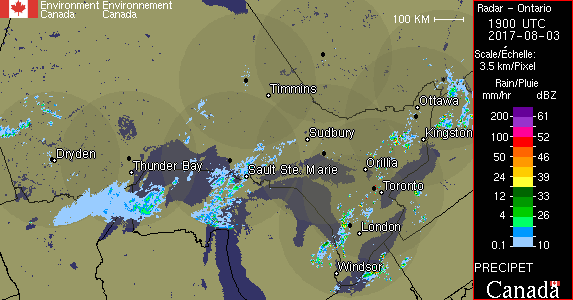 Environment Environnement
Canada Canada
100 KM
Timmins
Ottawa
Sudbury
Kingston
Dryden
Thunder Bay
Sault Ste. Marie
Orillia
Toronto
London
Windsor
Radar - Ontario
1900 UTC
2017-08-03
Scale/Échelle:
3.5 km/Pixel
Rain/Pluie
mm/hr dBZ
200 61
100 52
50 46
24 39
12 33
4 26
0.1 10
PRECIPET
Canada